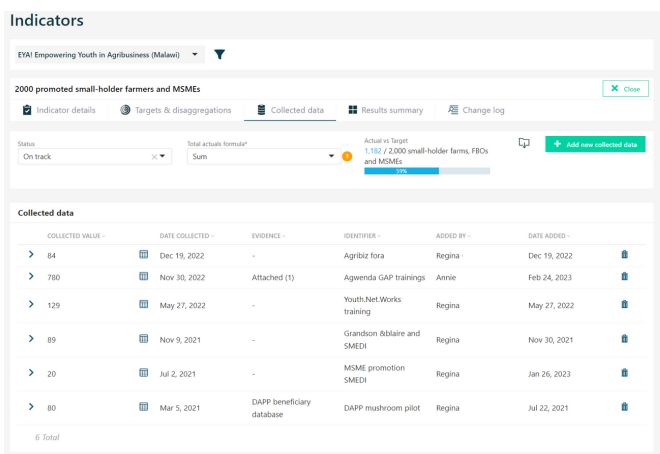 Indicators
EYA! Empowering Youth in Agribusiness (Malawi)
2000 promoted small-holder farmers and MSMEs
Close
Indicator details
Targets & disaggregations
Collected data
Results summary
Change log
Status
On track
Total actuals formula*
Sum
Actual vs Target
1,182 / 2,000 small-holder farms, FBOs
and MSMEs
59%
Add new collected data
Collected data
COLLECTED VALUE DATE COLLECTED EVIDENCE IDENTIFIER ADDED BY DATE ADDED
84 Dec 19, 2022 - Agribiz fora Regina Dec 19, 2022
780 Nov 30, 2022 Attached (1) Agwenda GAP trainings Annie Feb 24, 2023
129 May 27, 2022 - Youth.Net.Works
training Regina May 27, 2022
89 Nov 9, 2021 - Grandson &blaire and
SMEDI Regina Nov 30, 2021
20 Jul 2, 2021 - MSME promotion
SMEDI Regina Jan 26, 2023
80 Mar 5, 2021 DAPP beneficiary
database DAPP mushroom pilot Regina Jul 22, 2021
6 Total